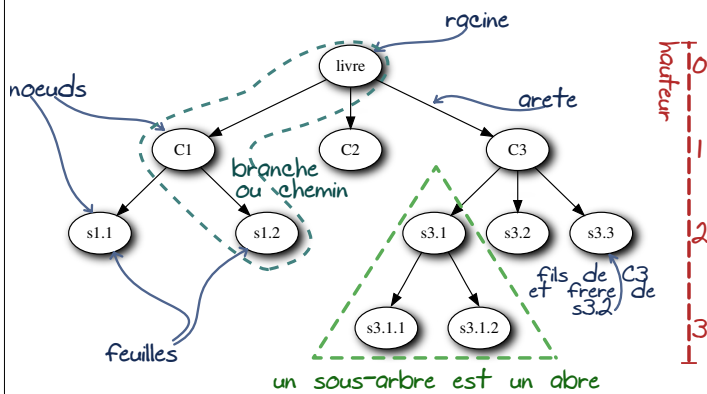 racine
livre
0
hauteur
noeuds
arete
C1
C2
C3
1
branche
ou chemin
s1.1
s1.2
s3.1
s3.2
s3.3
2
fils de C3
et frere de
s3.2
s3.1.1
s3.1.2
3
feuilles
un sous-arbre est un abre